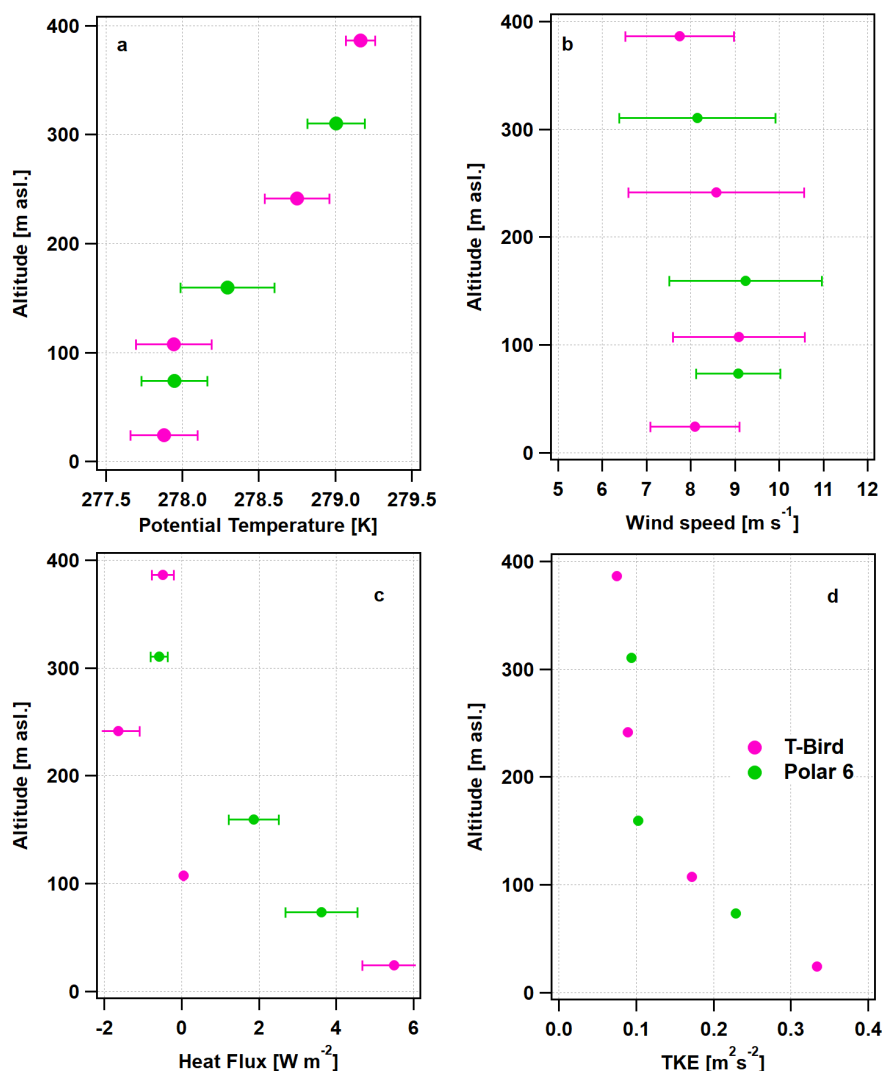 a
400
300
200
100
0
Altitude [m asl.]
277.5 278.0 278.5 279.0 279.5
Potential Temperature [K]
b
400
300
200
100
0
Altitude [m asl.]
5 6 7 8 9 10 11 12
Wind speed [m s⁻¹]
c
400
300
200
100
0
Altitude [m asl.]
-2 0 2 4 6
Heat Flux [W m⁻²]
d
400
300
200
100
0
Altitude [m asl.]
T-Bird
Polar 6
0.0 0.1 0.2 0.3 0.4
TKE [m²s⁻²]